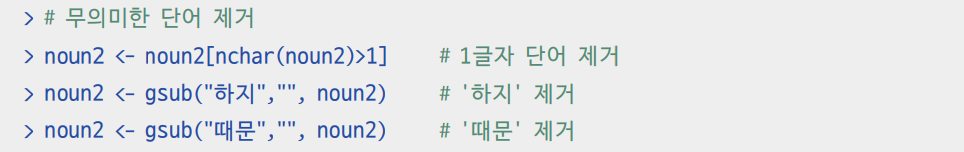 > # 무의미한 단어 제거
> noun2 <- noun2[nchar(noun2)>1] # 1글자 단어 제거
> noun2 <- gsub("하지","", noun2) # '하지' 제거
> noun2 <- gsub("때문","", noun2) # '때문' 제거